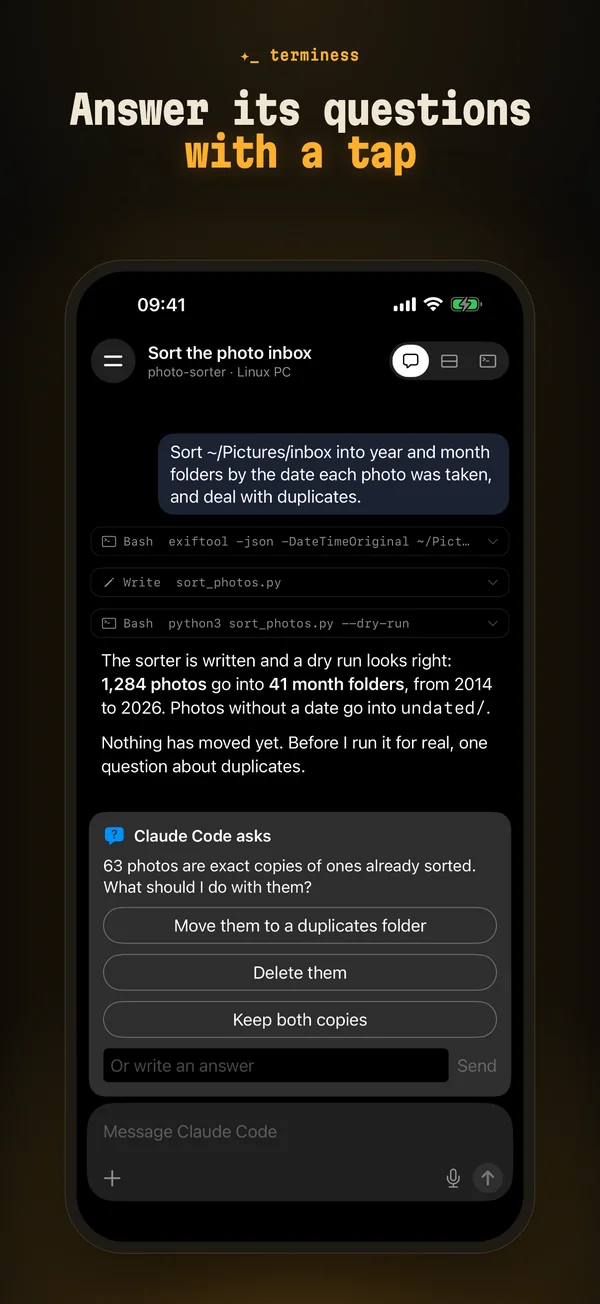 ✦_ terminess
Answer its questions
with a tap
09:41
Sort the photo inbox
photo-sorter · Linux PC
Sort ~/Pictures/inbox into year and month
folders by the date each photo was taken,
and deal with duplicates.
Bash exiftool -json -DateTimeOriginal ~/Pict…
Write sort_photos.py
Bash python3 sort_photos.py --dry-run
The sorter is written and a dry run looks right:
1,284 photos go into 41 month folders, from 2014
to 2026. Photos without a date go into undated/.
Nothing has moved yet. Before I run it for real, one
question about duplicates.
Claude Code asks
63 photos are exact copies of ones already sorted.
What should I do with them?
Move them to a duplicates folder
Delete them
Keep both copies
Or write an answer
Send
Message Claude Code